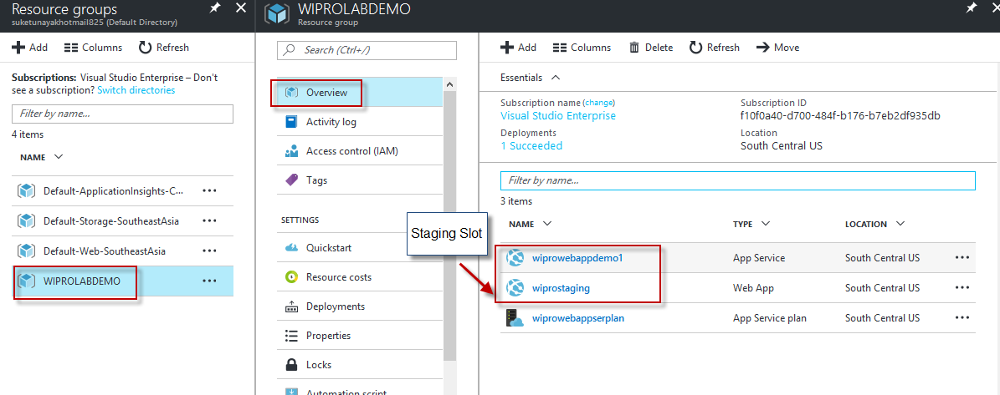 Resource groups
suketunayakhotmail825 (Default Directory)
Add Columns Refresh
Subscriptions: Visual Studio Enterprise – Don't
see a subscription? Switch directories
Filter by name...
4 items
NAME
Default-ApplicationInsights-C...
Default-Storage-SoutheastAsia
Default-Web-SoutheastAsia
WIPROLABDEMO
WIPROLABDEMO
Resource group
Search (Ctrl+/)
Overview
Activity log
Access control (IAM)
Tags
SETTINGS
Quickstart
Resource costs
Deployments
Properties
Locks
Automation script
Add Columns Delete Refresh Move
Essentials
Subscription name (change)
Visual Studio Enterprise
Deployments
1 Succeeded
Subscription ID
f10f0a40-d700-484f-b176-b7eb2df935db
Location
South Central US
Filter by name...
3 items
Staging Slot
NAME TYPE LOCATION
wiprowebappdemo1 App Service South Central US
wiprostaging Web App South Central US
wiprowebappserplan App Service plan South Central US